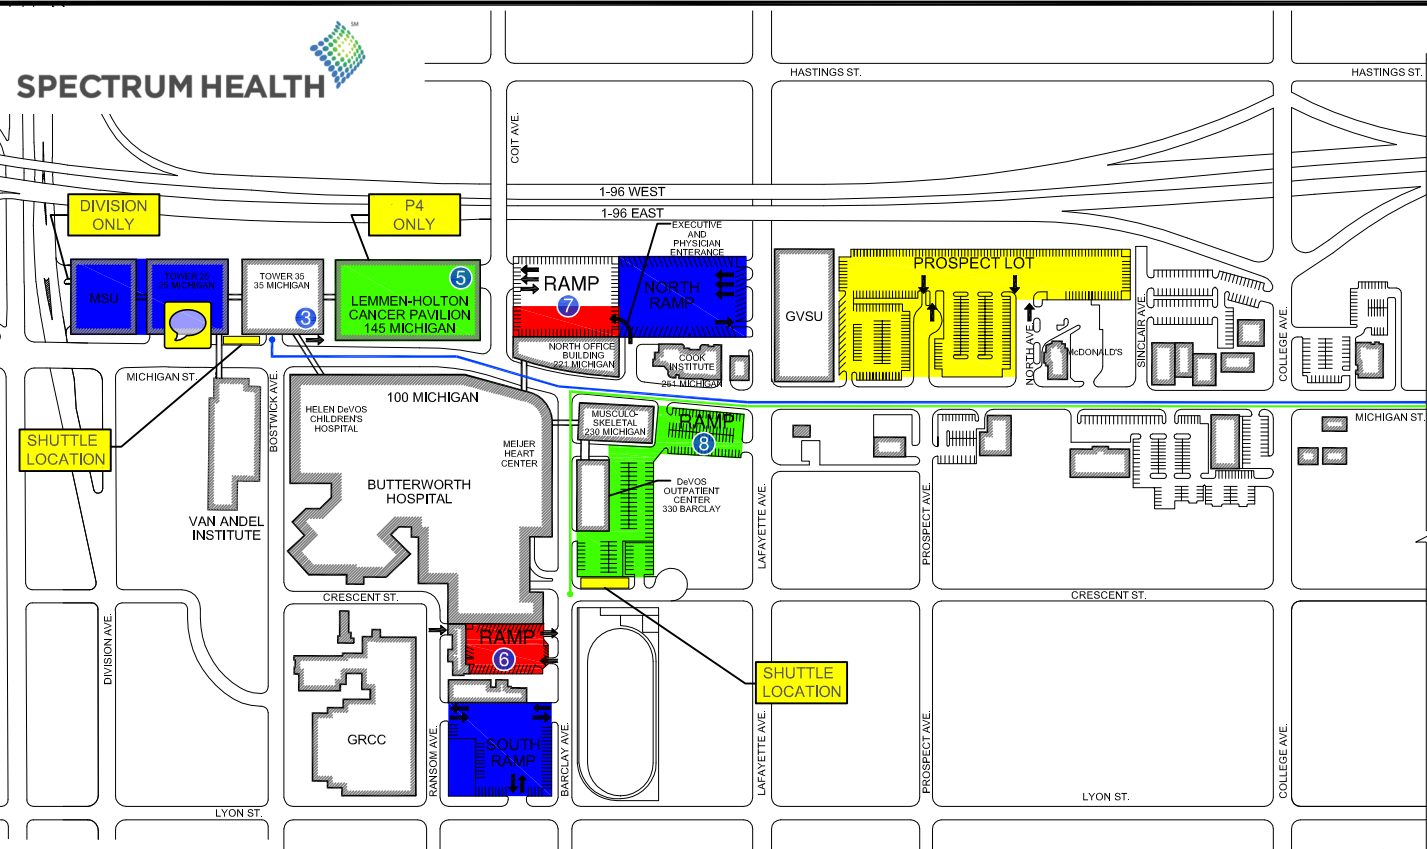 SPECTRUM HEALTH
SM
HASTINGS ST.
HASTINGS ST.
COIT AVE.
1-96 WEST
1-96 EAST
DIVISION
ONLY
P4
ONLY
EXECUTIVE
AND
PHYSICIAN
ENTERANCE
MSU
TOWER 25
25 MICHIGAN
TOWER 35
35 MICHIGAN
3
5
LEMMEN-HOLTON
CANCER PAVILION
145 MICHIGAN
RAMP
7
NORTH
RAMP
NORTH OFFICE
BUILDING
221 MICHIGAN
COOK
INSTITUTE
251 MICHIGAN
GVSU
PROSPECT LOT
NORTH AVE.
McDONALD'S
SINCLAIR AVE.
COLLEGE AVE.
MICHIGAN ST.
BOSTWICK AVE.
100 MICHIGAN
HELEN DeVOS
CHILDREN'S
HOSPITAL
MEIJER
HEART
CENTER
BUTTERWORTH
HOSPITAL
MUSCULO-
SKELETAL
230 MICHIGAN
RAMP
8
DeVOS
OUTPATIENT
CENTER
330 BARCLAY
MICHIGAN ST.
SHUTTLE
LOCATION
VAN ANDEL
INSTITUTE
LAFAYETTE AVE.
PROSPECT AVE.
CRESCENT ST.
CRESCENT ST.
DIVISION AVE.
RAMP
6
SHUTTLE
LOCATION
GRCC
RANSOM AVE.
SOUTH
RAMP
BARCLAY AVE.
LAFAYETTE AVE.
PROSPECT AVE.
COLLEGE AVE.
LYON ST.
LYON ST.